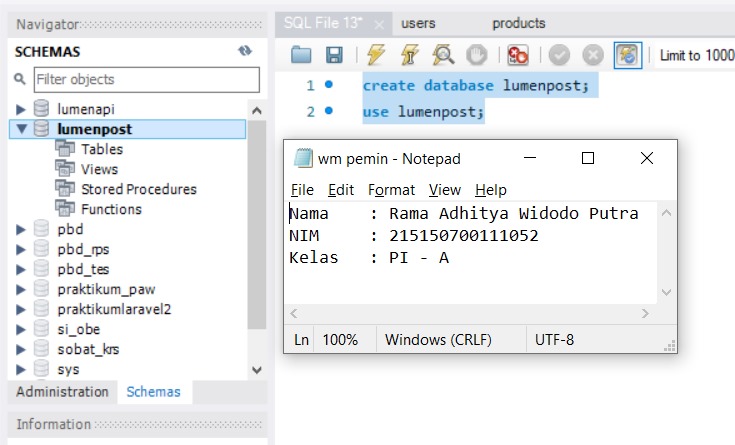 Navigator
SCHEMAS
Filter objects
lumenapi
lumenpost
Tables
Views
Stored Procedures
Functions
pbd
pbd_rps
pbd_tes
praktikum_paw
praktikumlaravel2
si_obe
sobat_krs
sys
Administration Schemas
Information
SQL File 13* users products
Limit to 1000
1 create database lumenpost;
2 use lumenpost;
wm pemin - Notepad
File Edit Format View Help
Nama : Rama Adhitya Widodo Putra
NIM : 215150700111052
Kelas : PI - A
Ln 100% Windows (CRLF) UTF-8